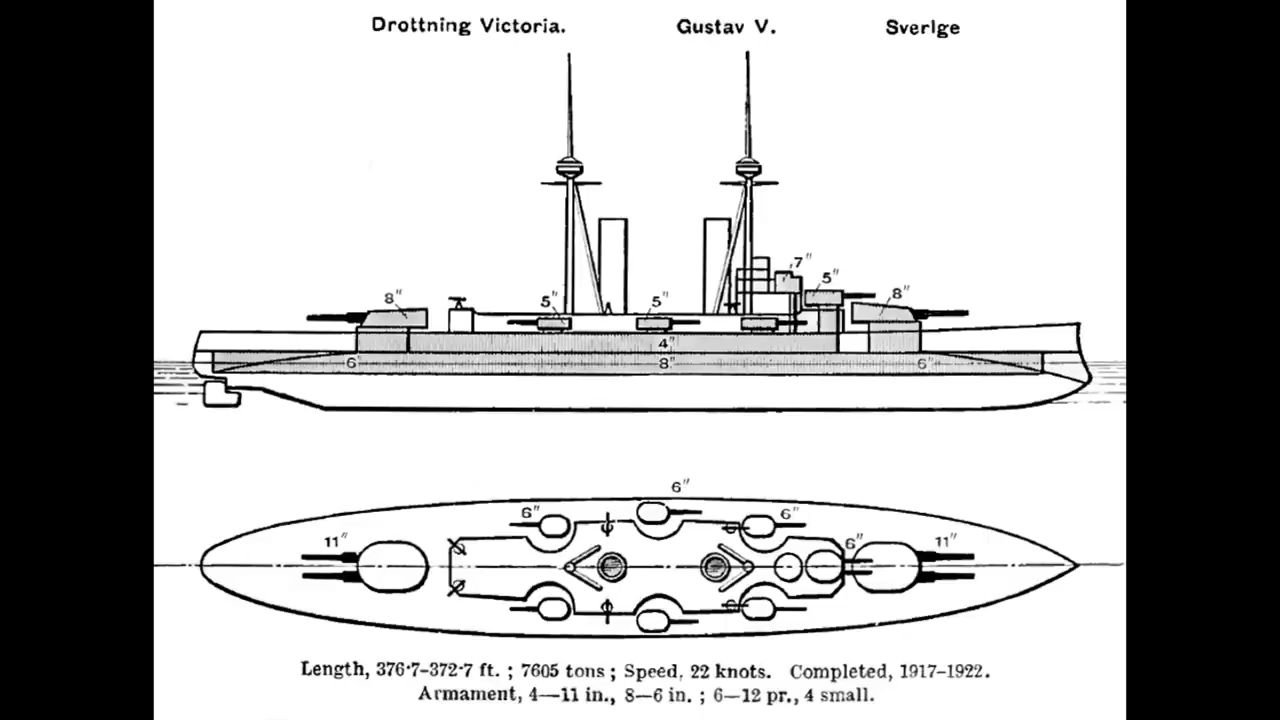 Drottning Victoria. Gustav V. Sverige
7"
5"
8" 5" 5" 8"
4"
6" 8" 6"
6"
6" 6"
11" 6" 11"
Length, 376·7–372·7 ft. ; 7605 tons ; Speed, 22 knots. Completed, 1917-1922.
Armament, 4—11 in., 8—6 in. ; 6—12 pr., 4 small.